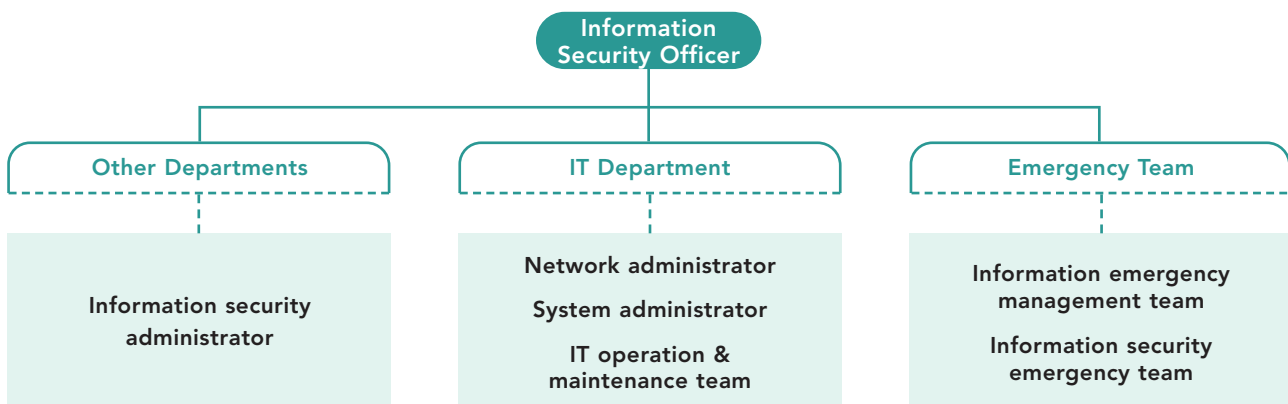 Information
Security Officer
Other Departments
IT Department
Emergency Team
Information security
administrator
Network administrator
System administrator
IT operation &
maintenance team
Information emergency
management team
Information security
emergency team